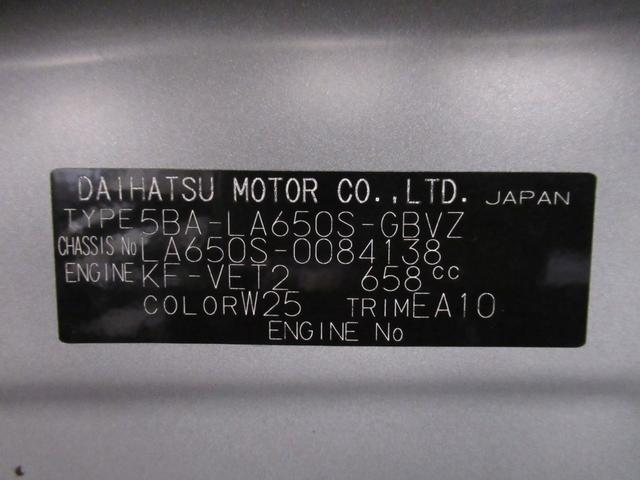 DAIHATSU MOTOR CO.,LTD. JAPAN
TYPE 5BA-LA650S-GBVZ
CHASSIS No LA650S-0084138
ENGINE KF-VET2 658cc
COLOR W25 TRIM EA10
ENGINE No